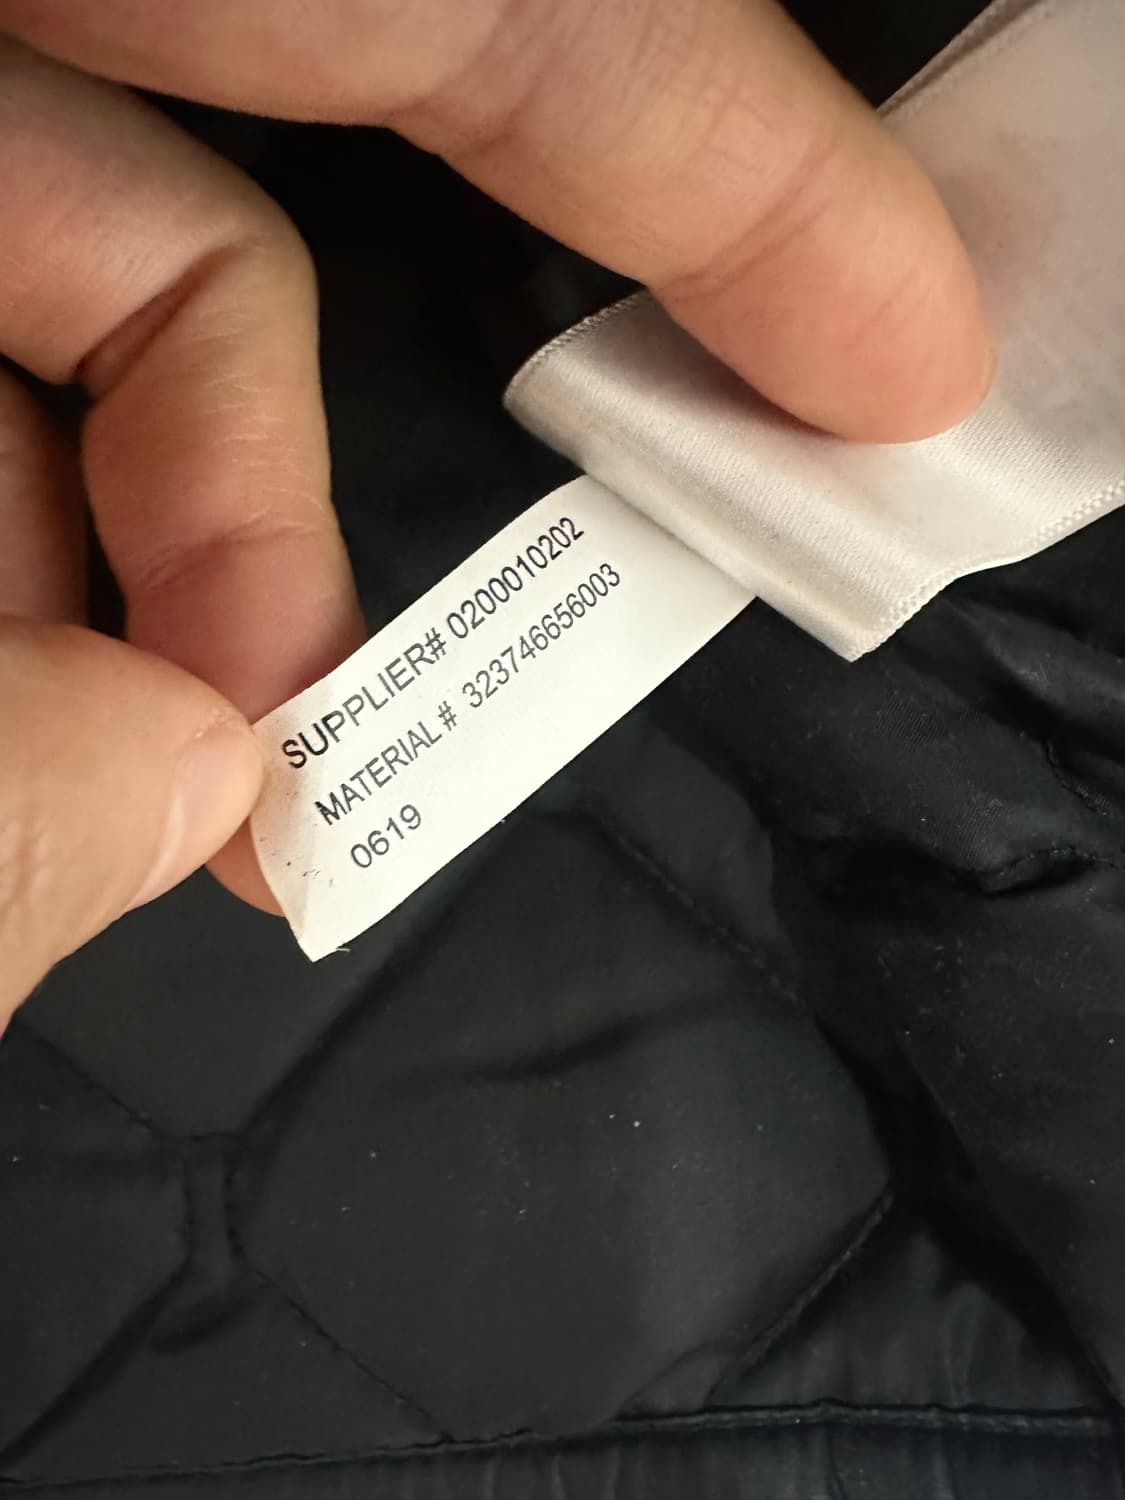 SUPPLIER# 0200010202
MATERIAL# 323746656003
0619